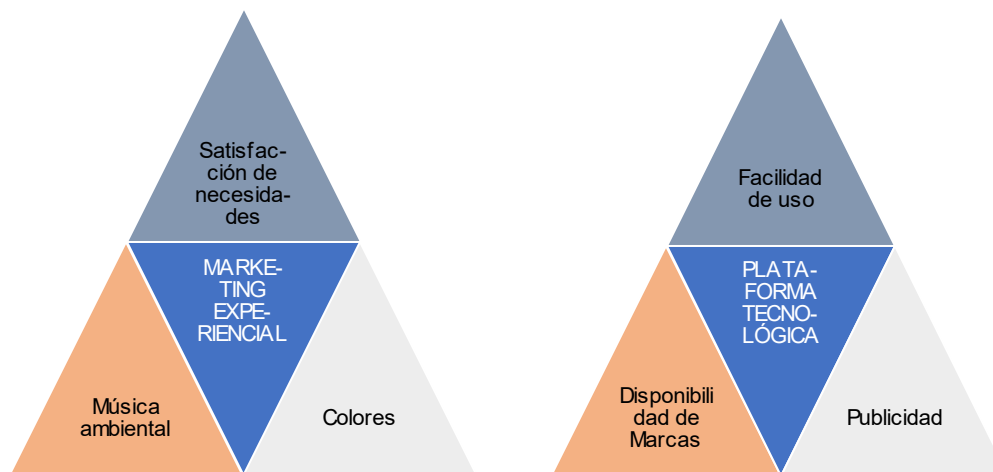 Satisfac-
ción de
necesida-
des
MARKE-
TING
EXPE-
RIENCIAL
Música
ambiental
Colores
Facilidad
de uso
PLATA-
FORMA
TECNO-
LÓGICA
Disponibili
dad de
Marcas
Publicidad